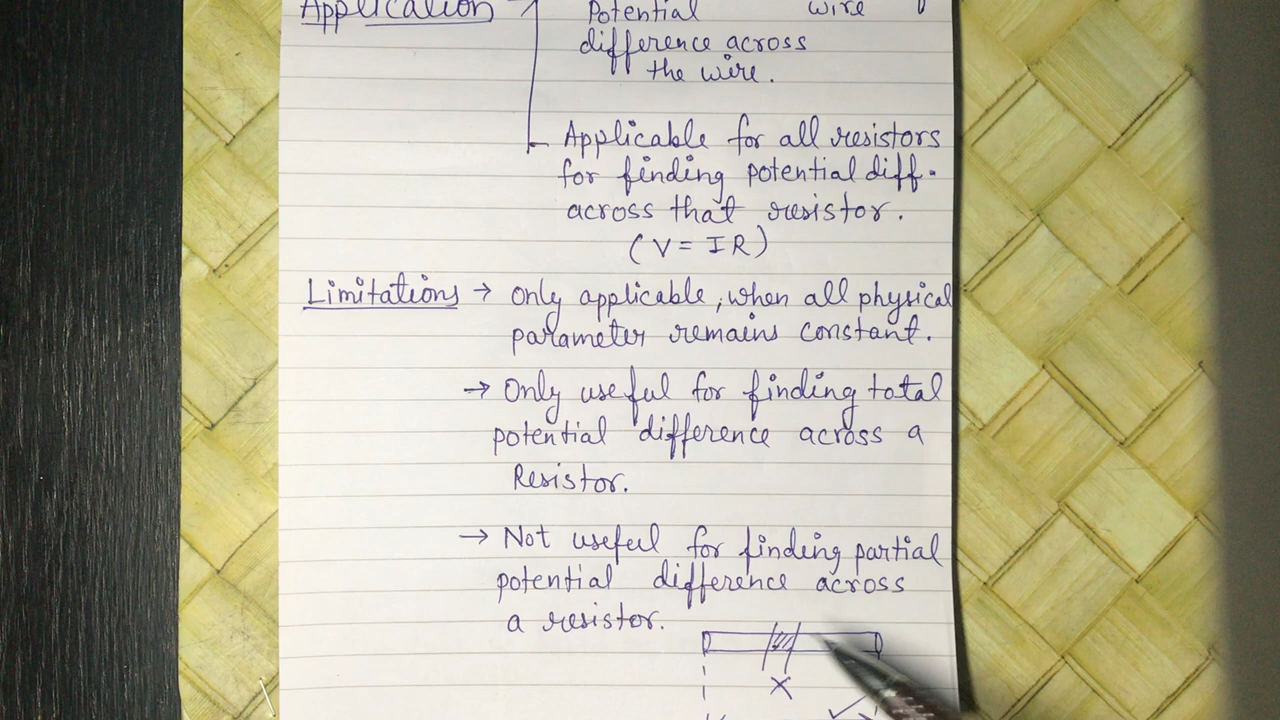 Application
Potential wire
difference across
the wire.
Applicable for all resistors
for finding potential diff.
across that resistor.
(V = IR)
Limitations → Only applicable, when all physical
parameter remains constant.
→ Only useful for finding total
potential difference across a
Resistor.
→ Not useful for finding partial
potential difference across
a resistor.